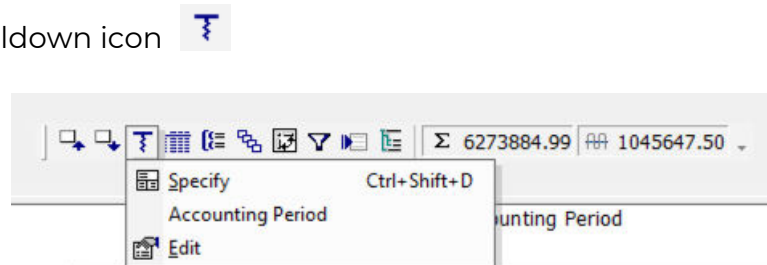 ldown icon
Σ 6273884.99 1045647.50
Specify Ctrl+Shift+D
Accounting Period
unting Period
Edit